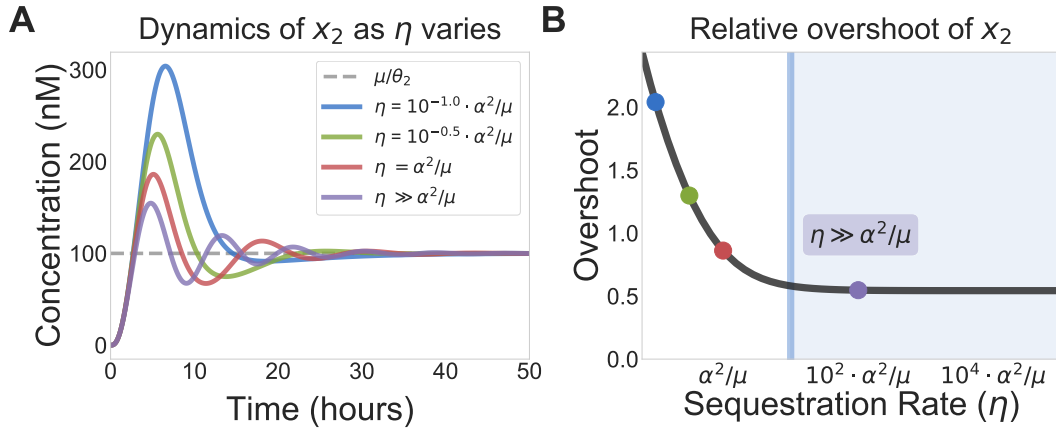 A
Dynamics of x₂ as η varies
Concentration (nM)
300
200
100
0
0 10 20 30 40 50
Time (hours)
μ/θ₂
η = 10⁻¹·⁰ · α²/μ
η = 10⁻⁰·⁵ · α²/μ
η = α²/μ
η ≫ α²/μ
B
Relative overshoot of x₂
Overshoot
2.0
1.5
1.0
0.5
0.0
η ≫ α²/μ
α²/μ 10² · α²/μ 10⁴ · α²/μ
Sequestration Rate (η)